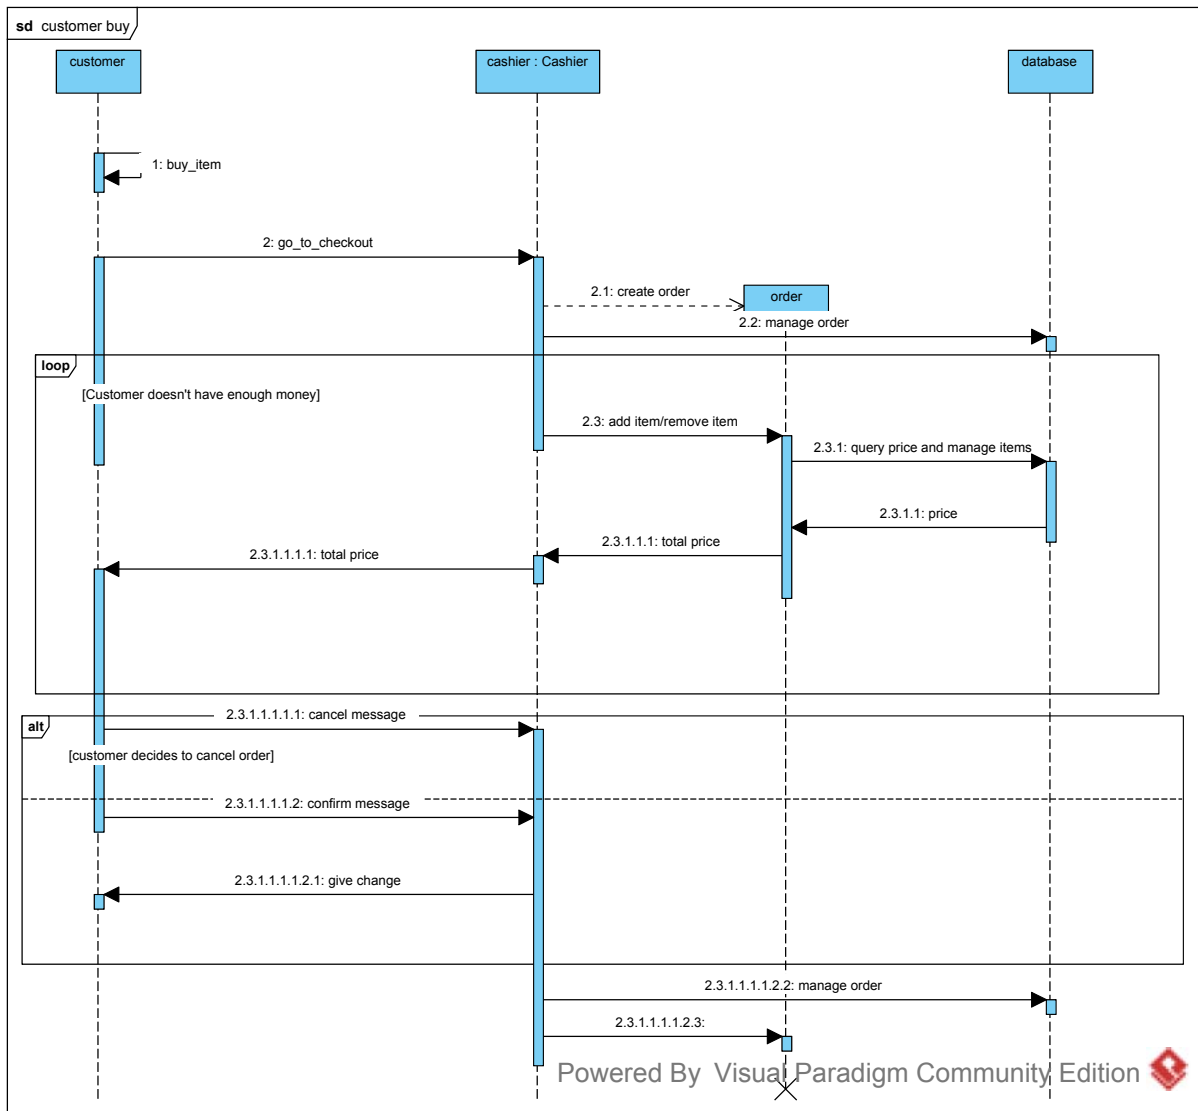 sd customer buy
customer
cashier : Cashier
database
1: buy_item
2: go_to_checkout
2.1: create order
order
2.2: manage order
loop
[Customer doesn't have enough money]
2.3: add item/remove item
2.3.1: query price and manage items
2.3.1.1: price
2.3.1.1.1: total price
2.3.1.1.1.1: total price
2.3.1.1.1.1.1: cancel message
alt
[customer decides to cancel order]
2.3.1.1.1.1.2: confirm message
2.3.1.1.1.1.2.1: give change
2.3.1.1.1.1.2.2: manage order
2.3.1.1.1.1.2.3:
Powered By Visual Paradigm Community Edition